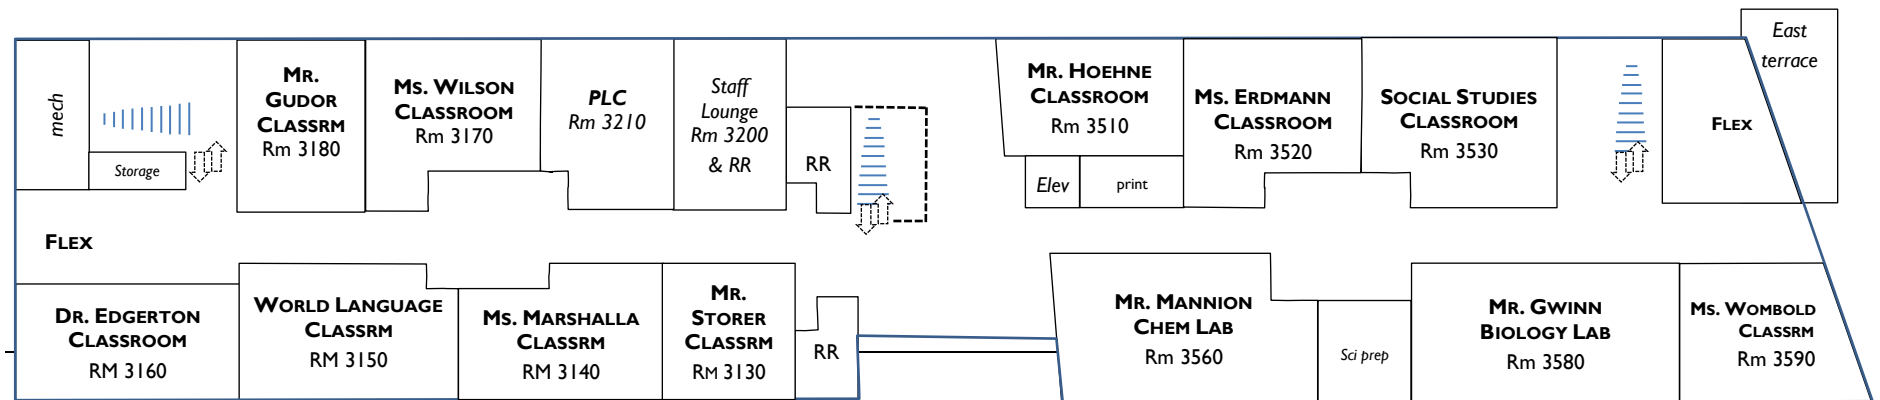 mech
Storage
MR.
GUDOR
CLASSRM
Rm 3180
MS. WILSON
CLASSROOM
Rm 3170
PLC
Rm 3210
Staff
Lounge
Rm 3200
& RR
RR
MR. HOEHNE
CLASSROOM
Rm 3510
Elev
print
MS. ERDMANN
CLASSROOM
Rm 3520
SOCIAL STUDIES
CLASSROOM
Rm 3530
FLEX
East
terrace
FLEX
DR. EDGERTON
CLASSROOM
RM 3160
WORLD LANGUAGE
CLASSRM
RM 3150
MS. MARSHALLA
CLASSRM
RM 3140
MR.
STORER
CLASSRM
RM 3130
RR
MR. MANNION
CHEM LAB
Rm 3560
Sci prep
MR. GWINN
BIOLOGY LAB
Rm 3580
MS. WOMBOLD
CLASSRM
Rm 3590